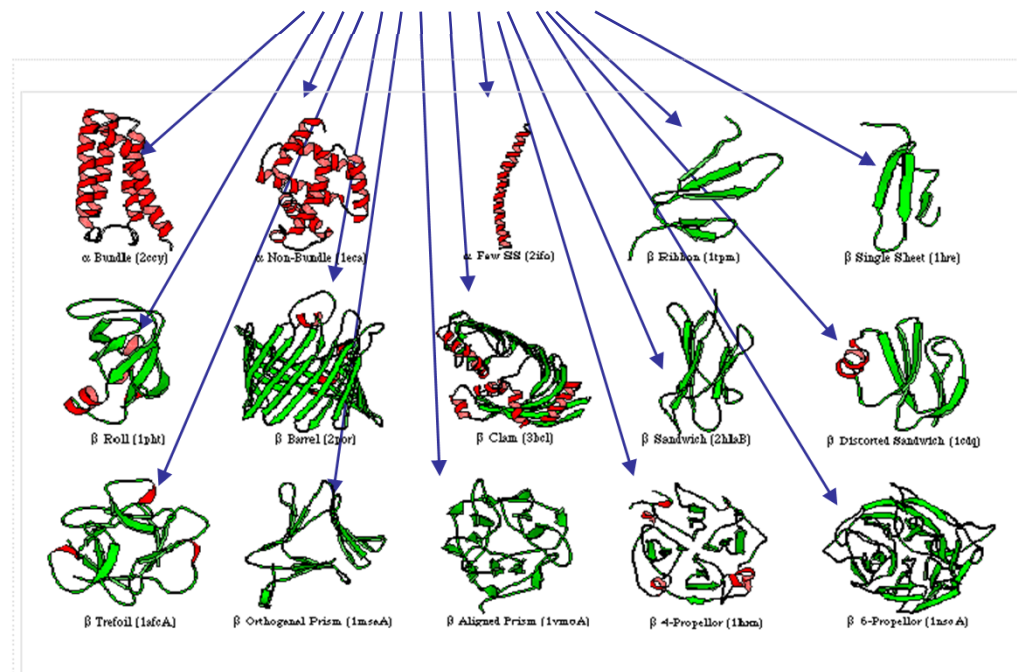 α Bundle (2ccy)
α Non-Bundle (1eca)
α Few SS (2ifo)
β Ribbon (1tpm)
β Single Sheet (1hre)
β Roll (1pht)
β Barrel (2por)
β Clam (3bcl)
β Sandwich (2hlaB)
β Distorted Sandwich (1cdq)
β Trefoil (1afcA)
β Orthogonal Prism (1mseA)
β Aligned Prism (1vmoA)
β 4-Propellor (1hxn)
β 6-Propellor (1nscA)